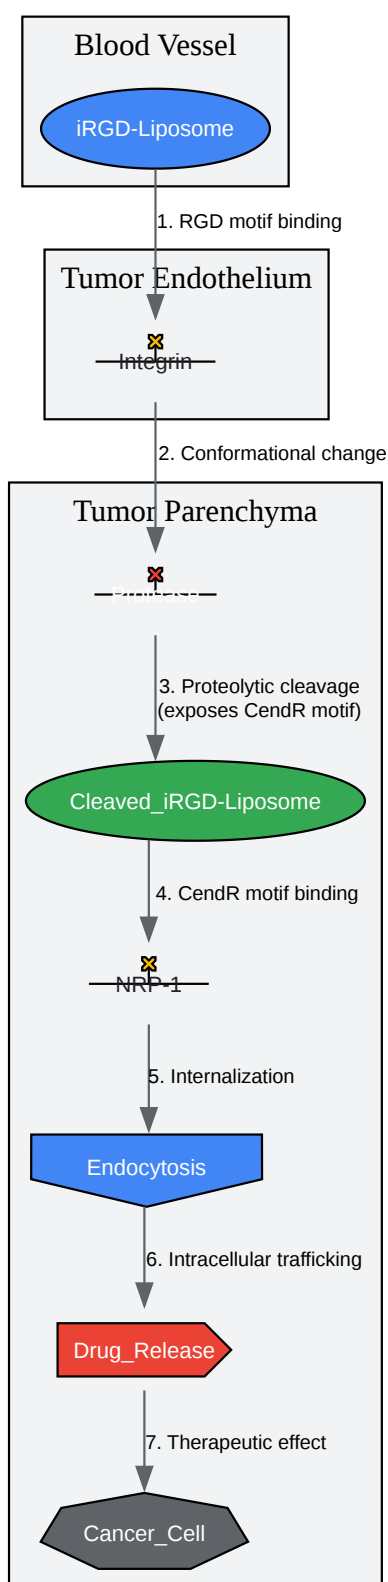 Blood Vessel
iRGD-Liposome
1. RGD motif binding
Tumor Endothelium
Integrin
2. Conformational change
Tumor Parenchyma
Protease
3. Proteolytic cleavage
(exposes CendR motif)
Cleaved_iRGD-Liposome
4. CendR motif binding
NRP-1
5. Internalization
Endocytosis
6. Intracellular trafficking
Drug_Release
7. Therapeutic effect
Cancer_Cell